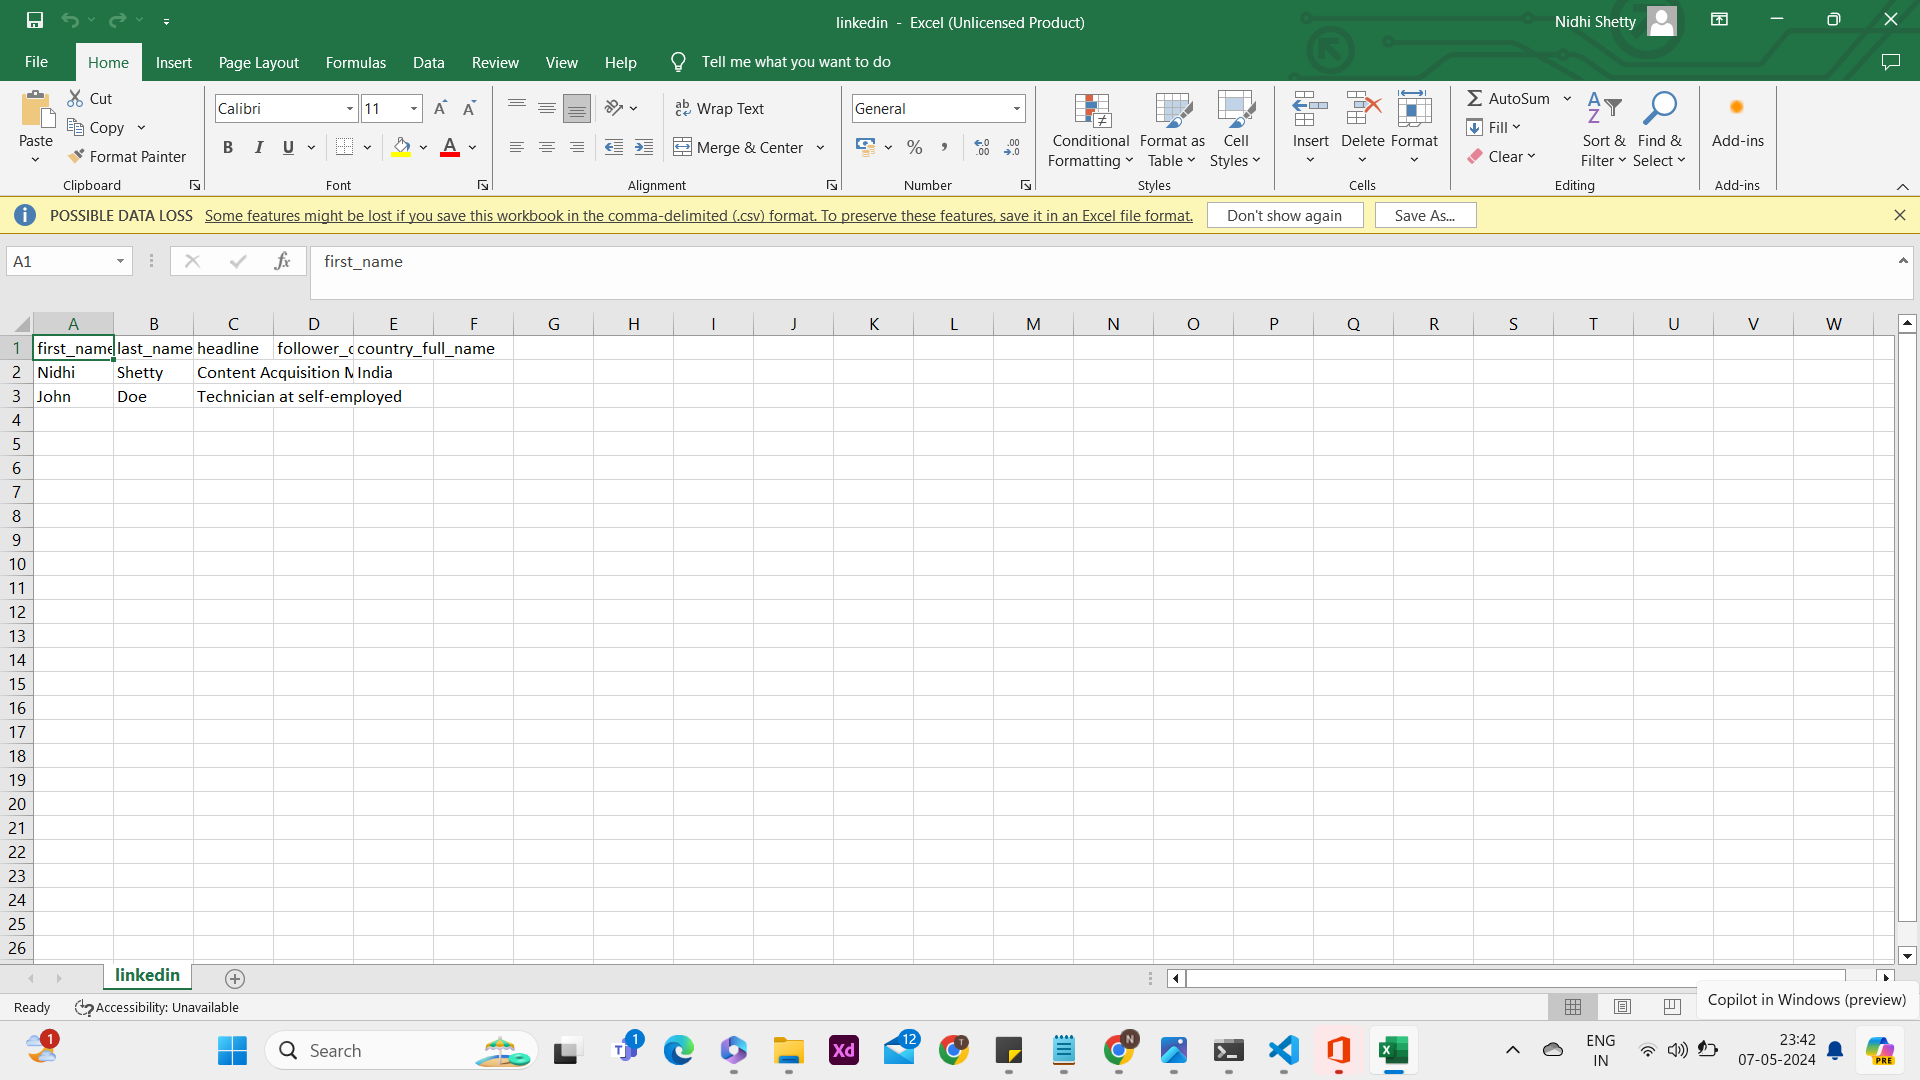 linkedin - Excel (Unlicensed Product)
Nidhi Shetty
File Home Insert Page Layout Formulas Data Review View Help Tell me what you want to do
Paste
Cut
Copy
Format Painter
Clipboard
Calibri 11
B I U A
Font
Wrap Text
Merge & Center
Alignment
General
% ,
Number
Conditional Formatting
Format as Table
Cell Styles
Styles
Insert Delete Format
Cells
AutoSum
Fill
Clear
Sort & Filter
Find & Select
Editing
Add-ins
Add-ins
POSSIBLE DATA LOSS Some features might be lost if you save this workbook in the comma-delimited (.csv) format. To preserve these features, save it in an Excel file format. Don't show again Save As...
A1 fx first_name
A B C D E F G H I J K L M N O P Q R S T U V W
1 first_name last_name headline follower_c country_full_name
2 Nidhi Shetty Content Acquisition M India
3 John Doe Technician at self-employed
4
5
6
7
8
9
10
11
12
13
14
15
16
17
18
19
20
21
22
23
24
25
26
linkedin
Ready Accessibility: Unavailable
Copilot in Windows (preview)
1 Search 1 Xd 12 T N
ENG
IN
23:42
07-05-2024
PRE